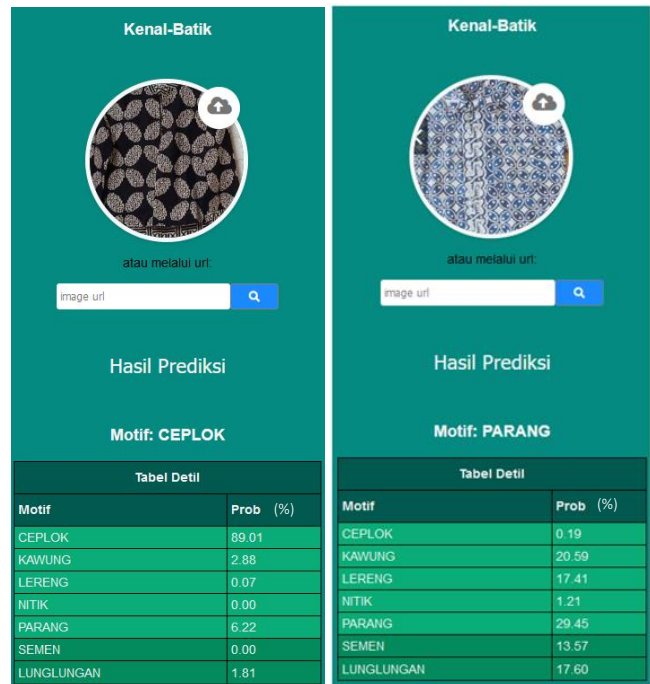 Kenal-Batik
atau melalui url:
image url
Hasil Prediksi
Motif: CEPLOK
Tabel Detil
Motif Prob (%)
CEPLOK 89.01
KAWUNG 2.88
LERENG 0.07
NITIK 0.00
PARANG 6.22
SEMEN 0.00
LUNGLUNGAN 1.81
Kenal-Batik
atau melalui url:
image url
Hasil Prediksi
Motif: PARANG
Tabel Detil
Motif Prob (%)
CEPLOK 0.19
KAWUNG 20.59
LERENG 17.41
NITIK 1.21
PARANG 29.45
SEMEN 13.57
LUNGLUNGAN 17.60